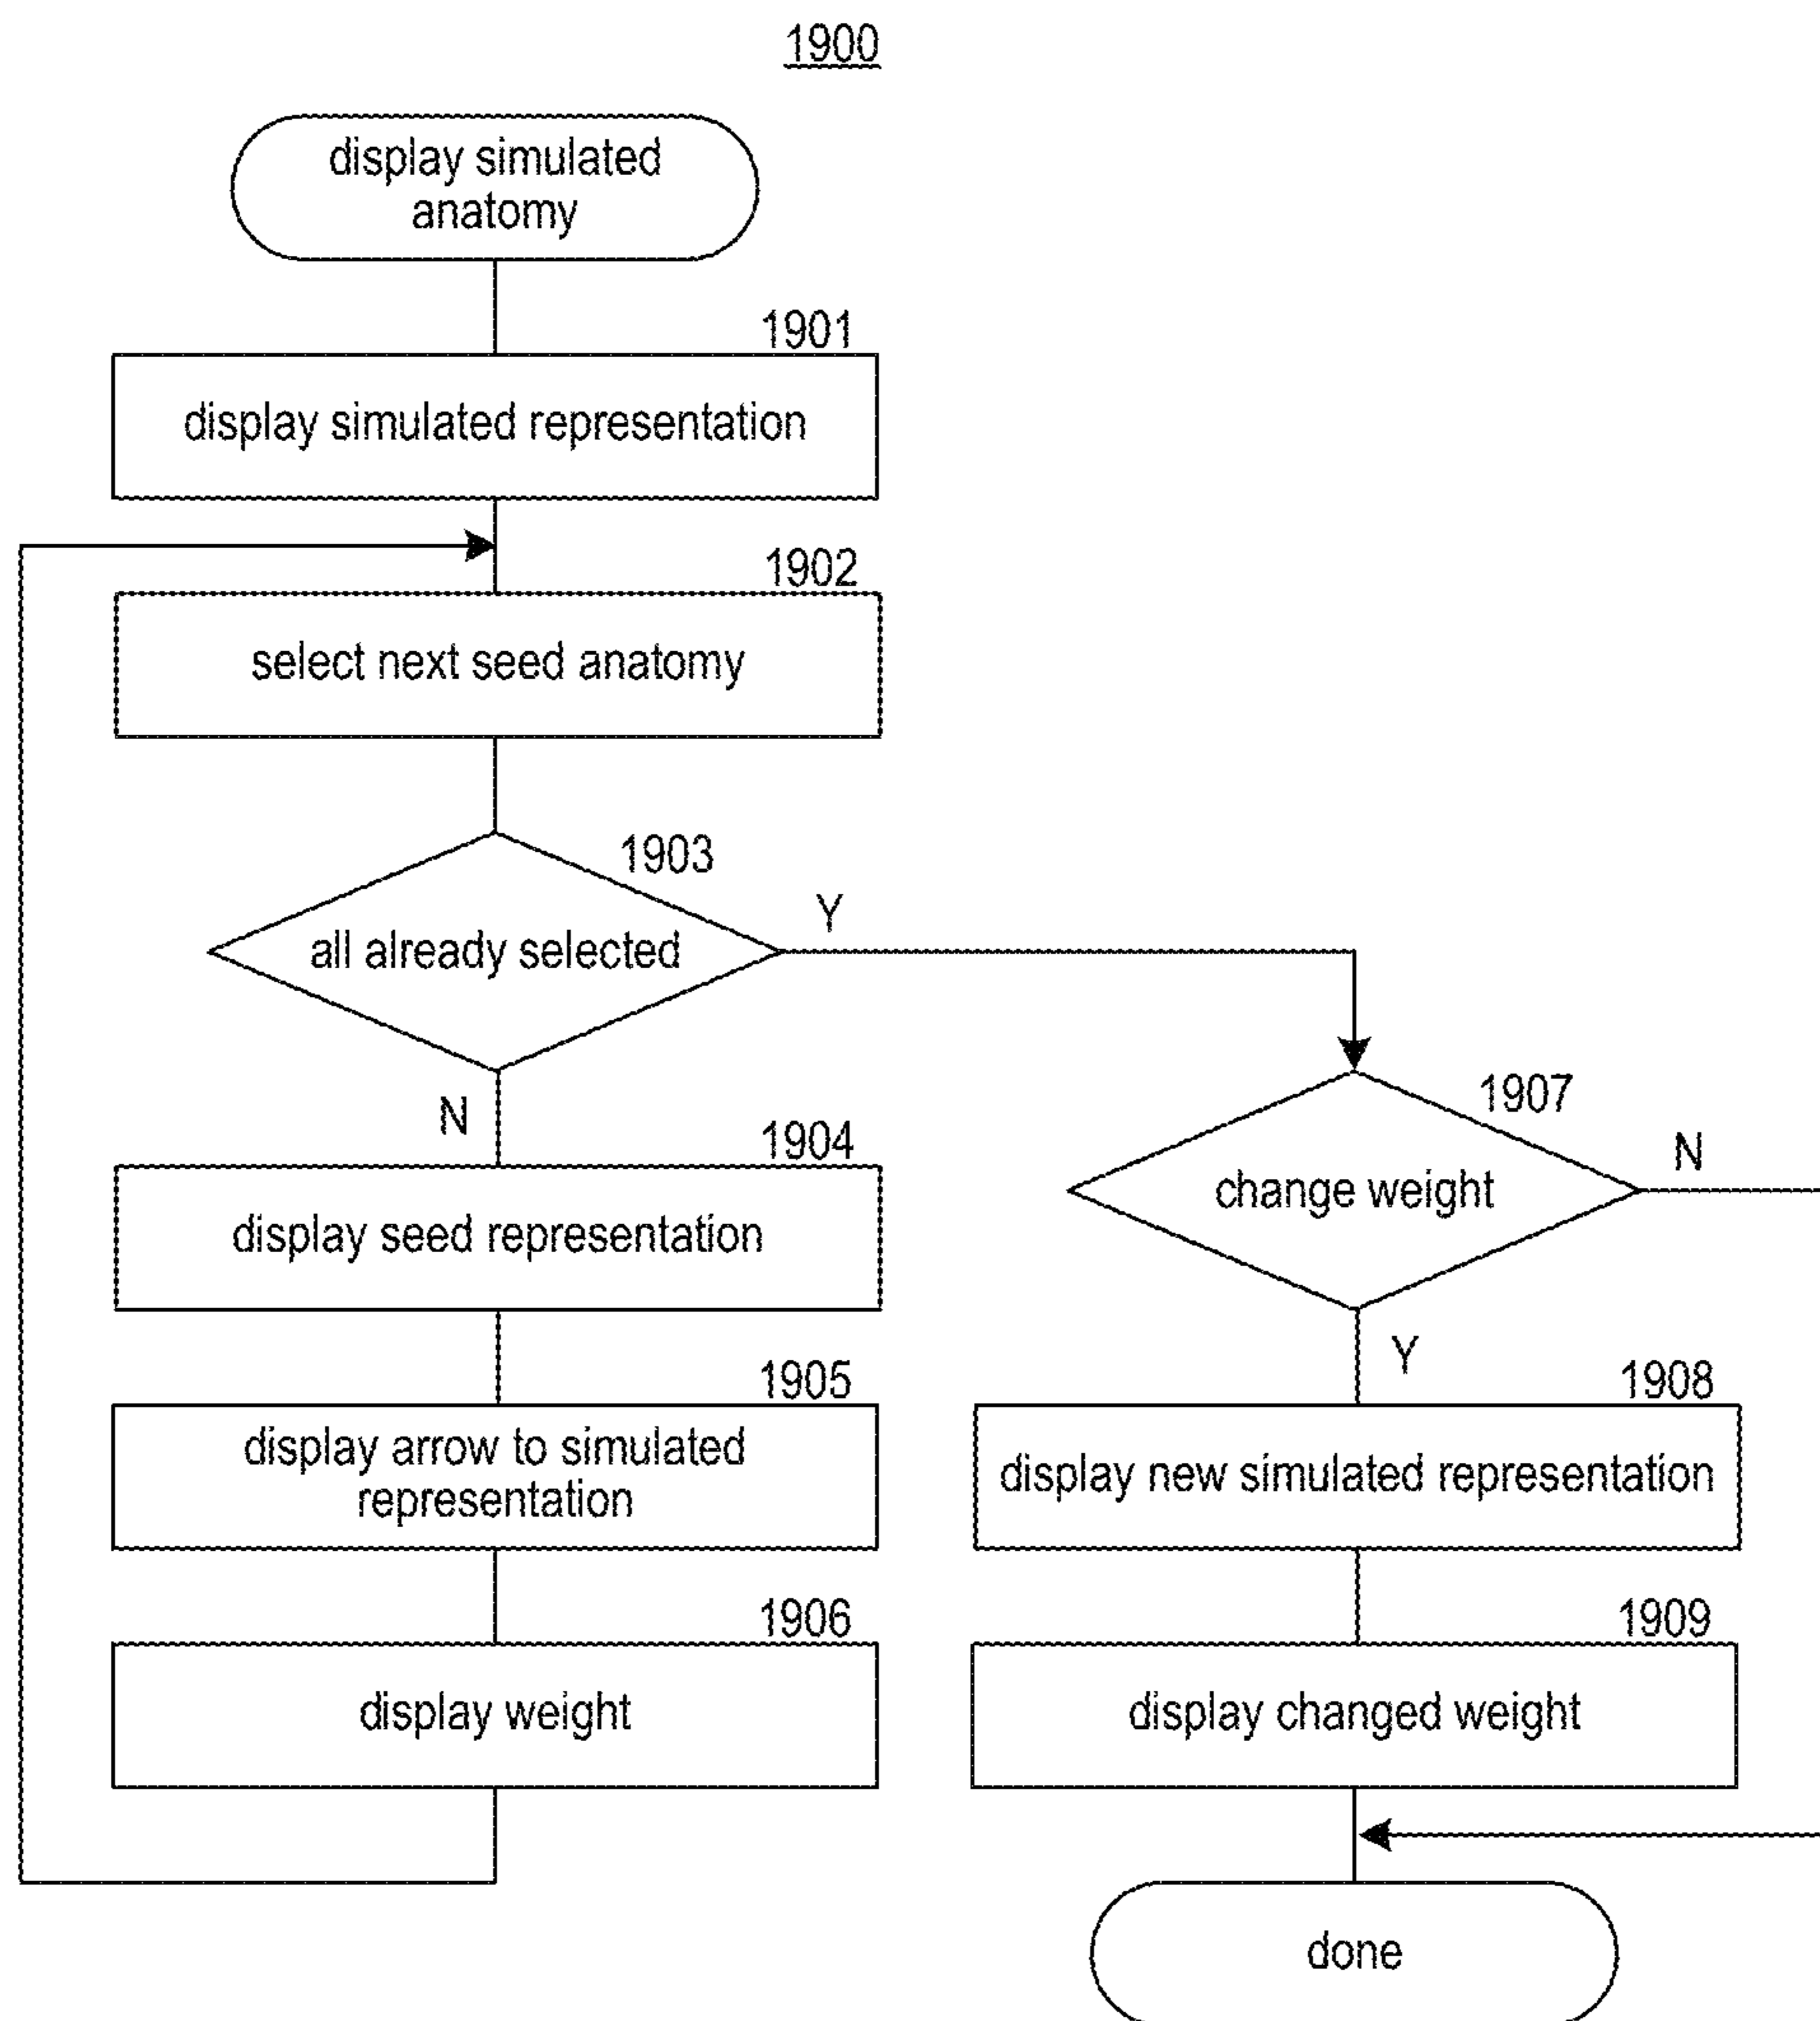 1900
display simulated
anatomy
1901
display simulated representation
1902
select next seed anatomy
1903
all already selected
Y
N
1904
display seed representation
1905
display arrow to simulated
representation
1906
display weight
1907
change weight
N
Y
1908
display new simulated representation
1909
display changed weight
done